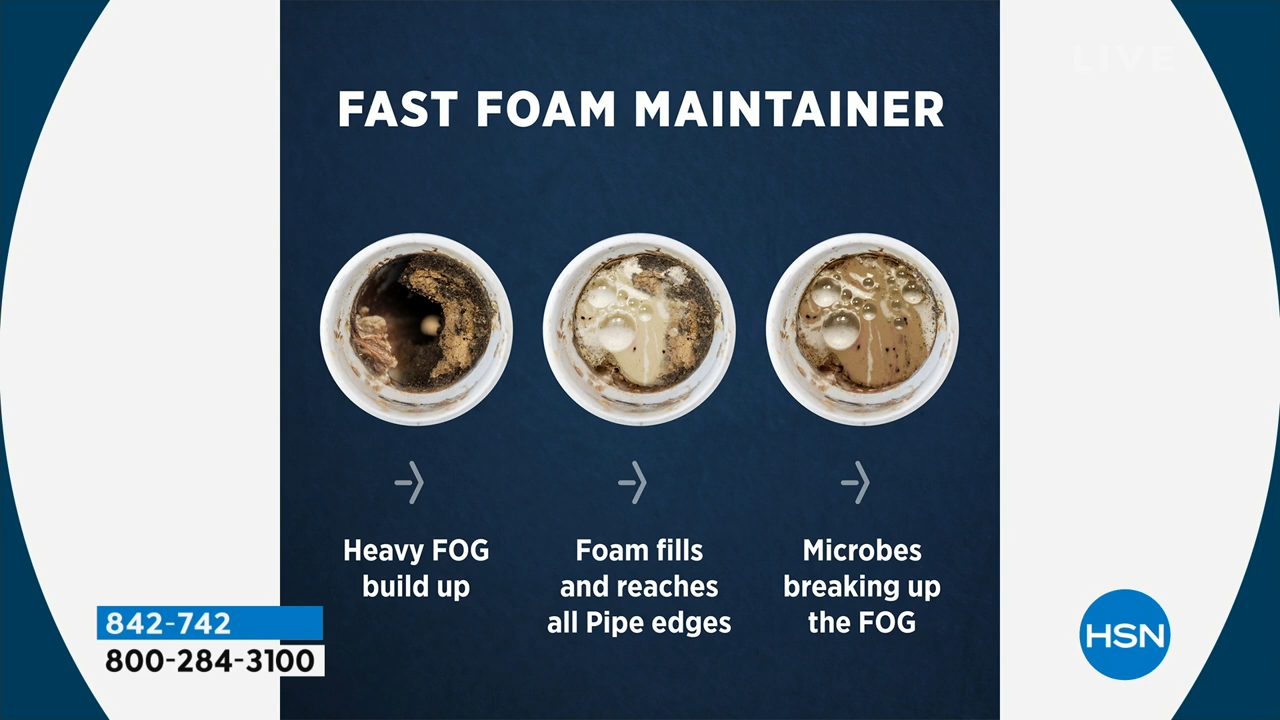 LIVE
FAST FOAM MAINTAINER
Heavy FOG
build up
Foam fills
and reaches
all Pipe edges
Microbes
breaking up
the FOG
842-742
800-284-3100
HSN